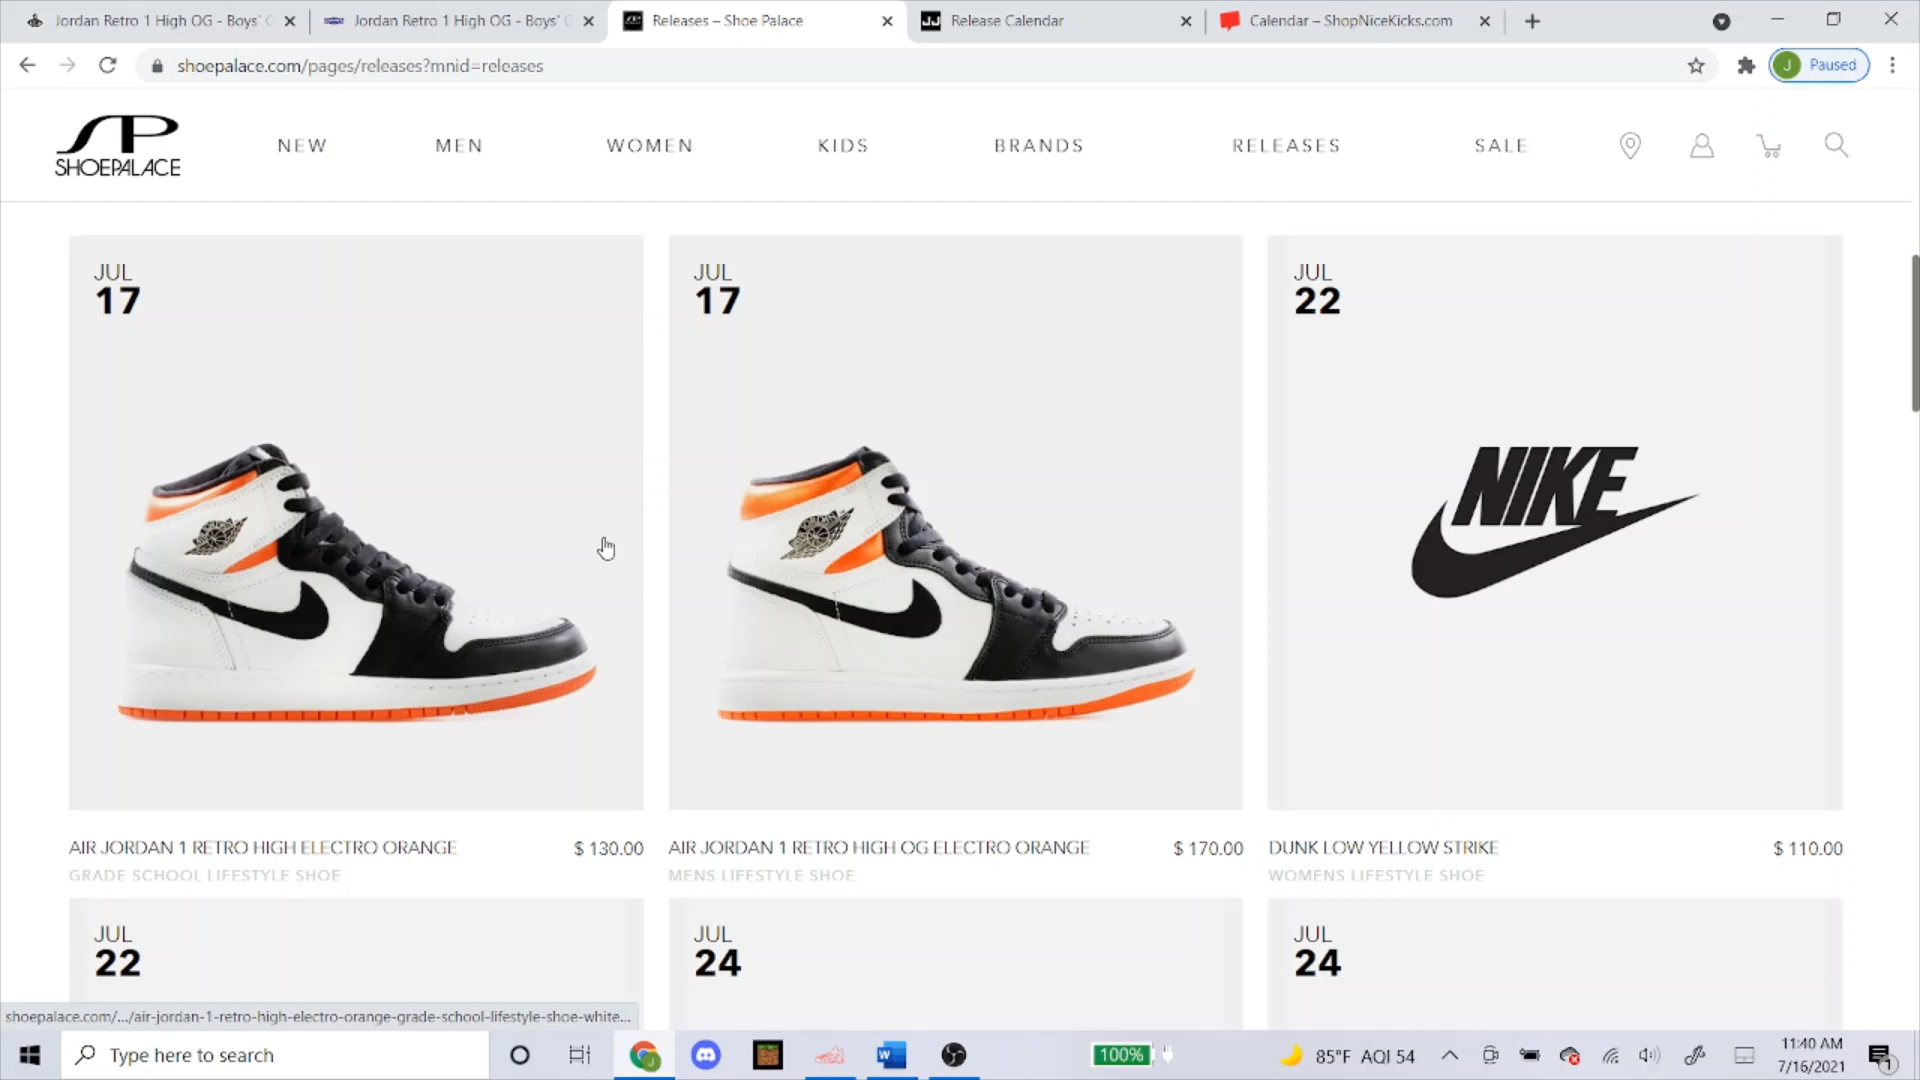 Jordan Retro 1 High OG - Boys' G
Jordan Retro 1 High OG - Boys' G
Releases – Shoe Palace
JJ
Release Calendar
Calendar – ShopNiceKicks.com
shoepalace.com/pages/releases?mnid=releases
J
Paused
SP
SHOEPALACE
NEW
MEN
WOMEN
KIDS
BRANDS
RELEASES
SALE
JUL
17
JUL
17
JUL
22
NIKE
AIR JORDAN 1 RETRO HIGH ELECTRO ORANGE
$ 130.00
GRADE SCHOOL LIFESTYLE SHOE
AIR JORDAN 1 RETRO HIGH OG ELECTRO ORANGE
$ 170.00
MENS LIFESTYLE SHOE
DUNK LOW YELLOW STRIKE
$ 110.00
WOMENS LIFESTYLE SHOE
JUL
22
JUL
24
JUL
24
shoepalace.com/.../air-jordan-1-retro-high-electro-orange-grade-school-lifestyle-shoe-white...
Type here to search
W
100%
85°F AQI 54
11:40 AM
7/16/2021
1